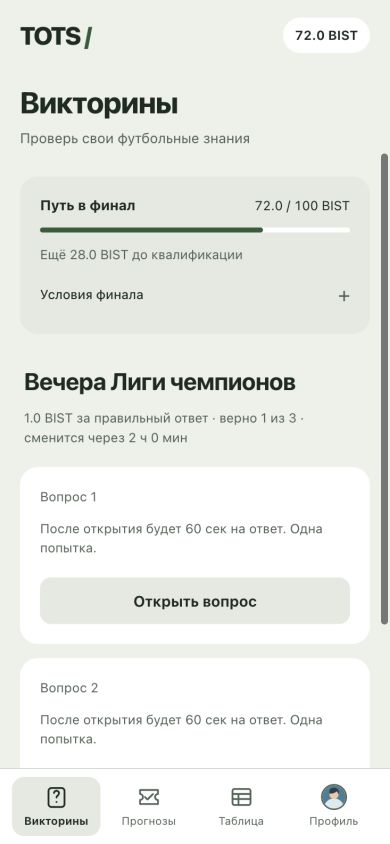 TOTS/
72.0 BIST
Викторины
Проверь свои футбольные знания
Путь в финал
72.0 / 100 BIST
Ещё 28.0 BIST до квалификации
Условия финала
+
Вечера Лиги чемпионов
1.0 BIST за правильный ответ · верно 1 из 3 ·
сменится через 2 ч 0 мин
Вопрос 1
После открытия будет 60 сек на ответ. Одна
попытка.
Открыть вопрос
Вопрос 2
После открытия будет 60 сек на ответ. Одна
попытка.
Викторины
Прогнозы
Таблица
Профиль